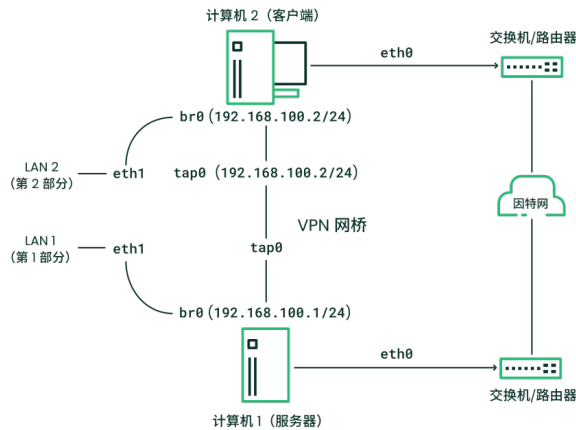 计算机 2（客户端）
eth0
交换机/路由器
br0（192.168.100.2/24）
LAN 2
（第 2 部分）
eth1
tap0（192.168.100.2/24）
因特网
VPN 网桥
LAN 1
（第 1 部分）
eth1
tap0
br0（192.168.100.1/24）
eth0
交换机/路由器
计算机 1（服务器）